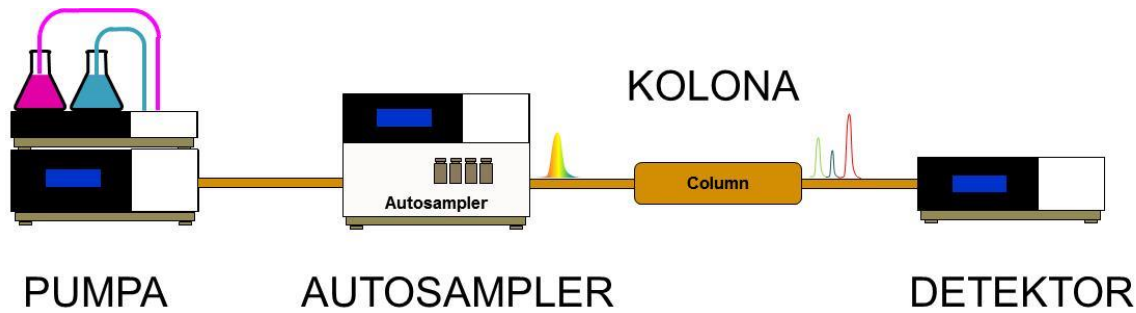 KOLONA
Column
Autosampler
PUMPA
AUTOSAMPLER
DETEKTOR